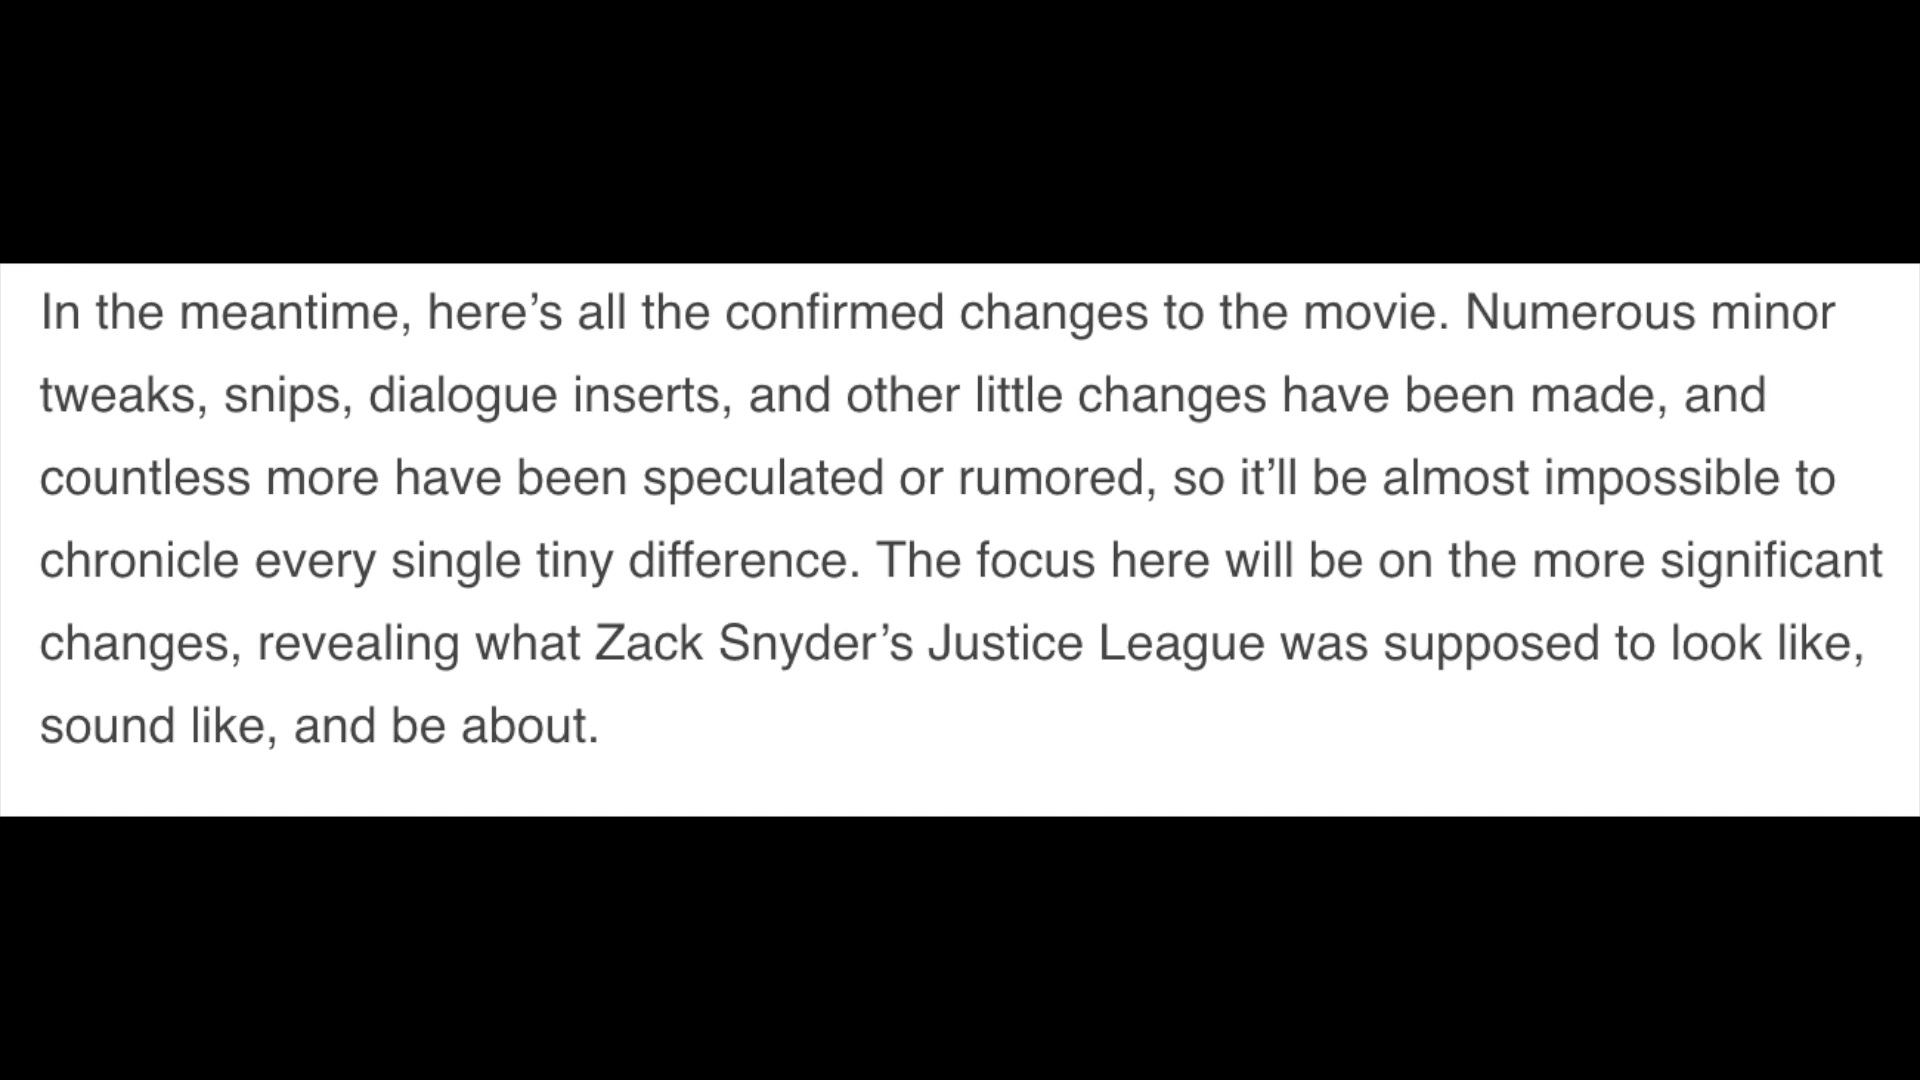 In the meantime, here’s all the confirmed changes to the movie. Numerous minor
tweaks, snips, dialogue inserts, and other little changes have been made, and
countless more have been speculated or rumored, so it’ll be almost impossible to
chronicle every single tiny difference. The focus here will be on the more significant
changes, revealing what Zack Snyder’s Justice League was supposed to look like,
sound like, and be about.